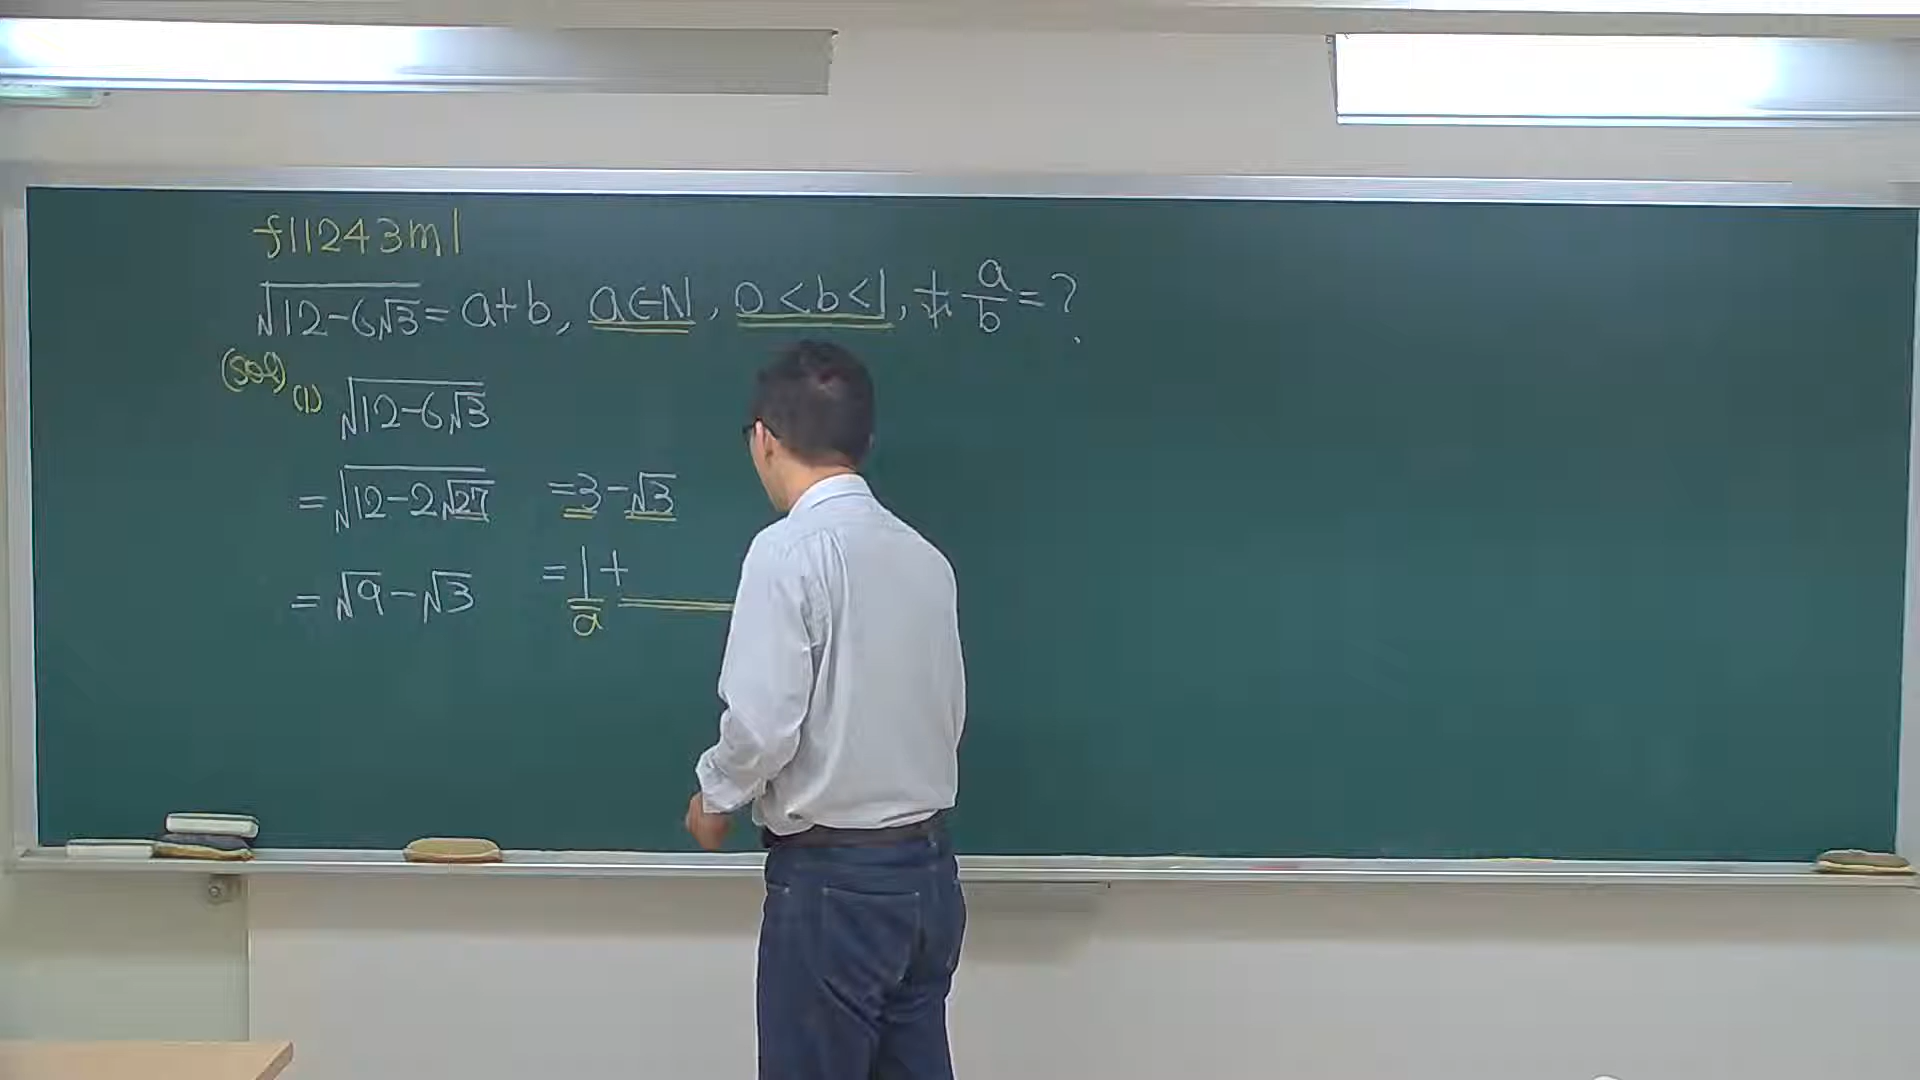 f11243m1
√(12-6√3) = a+b, a∈N, 0<b<1, 求 a/b = ?
(sol) (1) √(12-6√3)
= √(12-2√27) = 3-√3
= √9-√3 = 1+
a